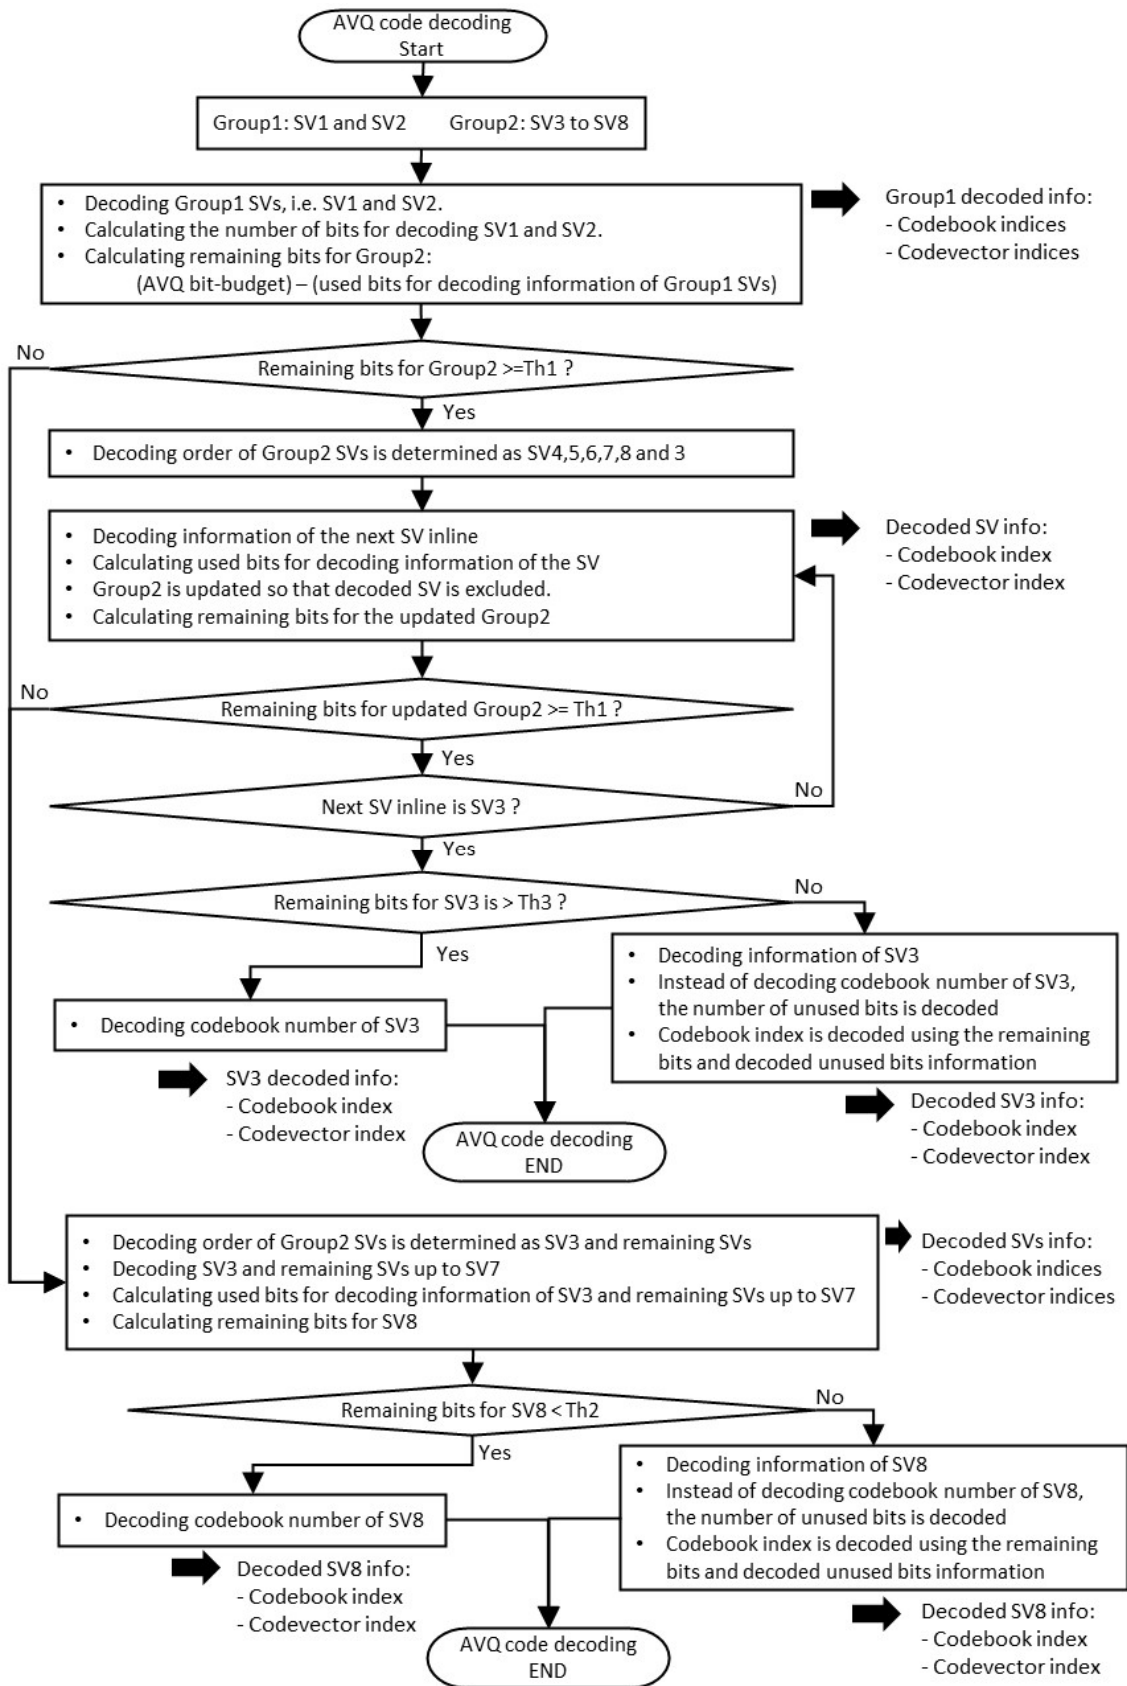 AVQ code decoding
Start
Group1: SV1 and SV2 Group2: SV3 to SV8
• Decoding Group1 SVs, i.e. SV1 and SV2.
• Calculating the number of bits for decoding SV1 and SV2.
• Calculating remaining bits for Group2:
(AVQ bit-budget) – (used bits for decoding information of Group1 SVs)
Group1 decoded info:
- Codebook indices
- Codevector indices
No
Remaining bits for Group2 >=Th1 ?
Yes
• Decoding order of Group2 SVs is determined as SV4,5,6,7,8 and 3
• Decoding information of the next SV inline
• Calculating used bits for decoding information of the SV
• Group2 is updated so that decoded SV is excluded.
• Calculating remaining bits for the updated Group2
Decoded SV info:
- Codebook index
- Codevector index
No
Remaining bits for updated Group2 >= Th1 ?
Yes
Next SV inline is SV3 ?
No
Yes
Remaining bits for SV3 is > Th3 ?
No
Yes
• Decoding codebook number of SV3
• Decoding information of SV3
• Instead of decoding codebook number of SV3,
the number of unused bits is decoded
• Codebook index is decoded using the remaining
bits and decoded unused bits information
SV3 decoded info:
- Codebook index
- Codevector index
Decoded SV3 info:
- Codebook index
- Codevector index
AVQ code decoding
END
• Decoding order of Group2 SVs is determined as SV3 and remaining SVs
• Decoding SV3 and remaining SVs up to SV7
• Calculating used bits for decoding information of SV3 and remaining SVs up to SV7
• Calculating remaining bits for SV8
Decoded SVs info:
- Codebook indices
- Codevector indices
Remaining bits for SV8 < Th2
No
Yes
• Decoding codebook number of SV8
• Decoding information of SV8
• Instead of decoding codebook number of SV8,
the number of unused bits is decoded
• Codebook index is decoded using the remaining
bits and decoded unused bits information
Decoded SV8 info:
- Codebook index
- Codevector index
Decoded SV8 info:
- Codebook index
- Codevector index
AVQ code decoding
END